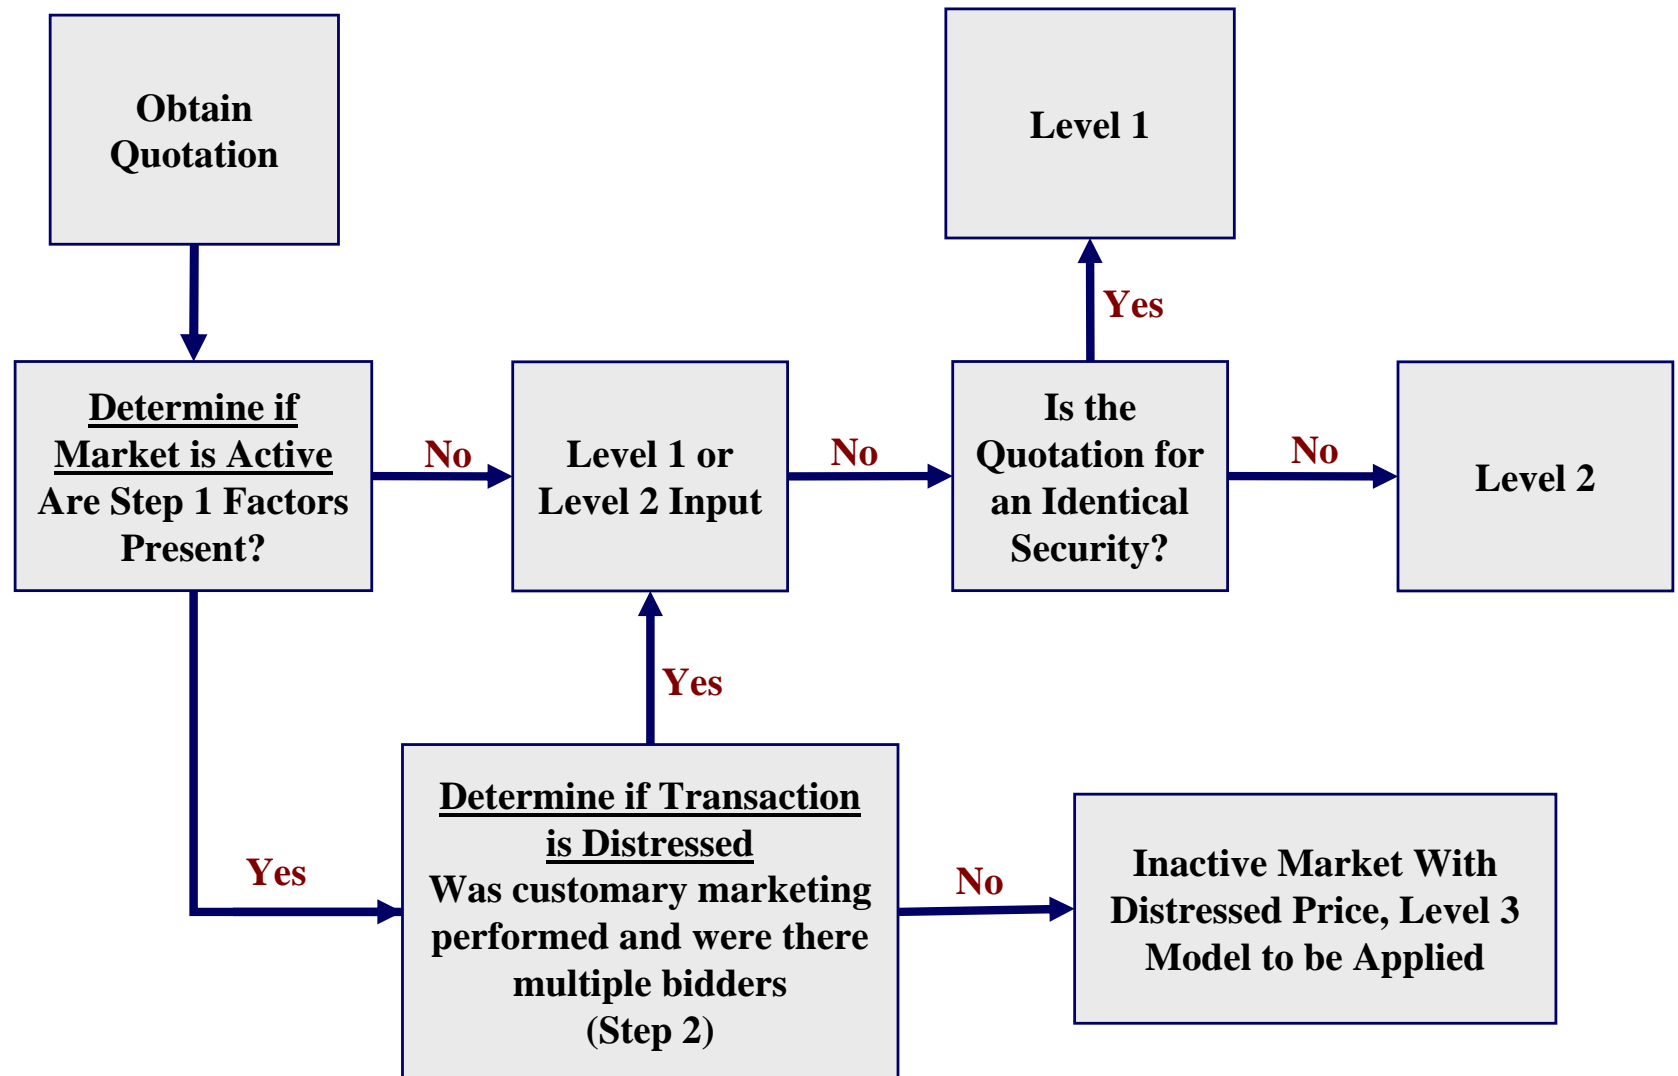 Obtain
Quotation
Level 1
Yes
Determine if
Market is Active
Are Step 1 Factors
Present?
No
Level 1 or
Level 2 Input
No
Is the
Quotation for
an Identical
Security?
No
Level 2
Yes
Yes
Determine if Transaction
is Distressed
Was customary marketing
performed and were there
multiple bidders
(Step 2)
No
Inactive Market With
Distressed Price, Level 3
Model to be Applied